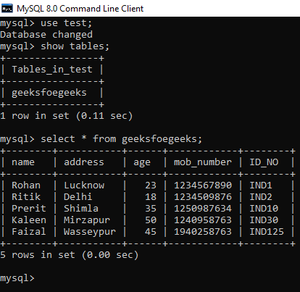 MySQL 8.0 Command Line Client
mysql> use test;
Database changed
mysql> show tables;
+----------------+
| Tables_in_test |
+----------------+
| geeksfoegeeks  |
+----------------+
1 row in set (0.11 sec)
mysql> select * from geeksfoegeeks;
+--------+-----------+------+------------+--------+
| name   | address   | age  | mob_number | ID_NO  |
+--------+-----------+------+------------+--------+
| Rohan  | Lucknow   |   23 | 1234567890 | IND1   |
| Ritik  | Delhi     |   18 | 1234509876 | IND2   |
| Prerit | Shimla    |   35 | 1250987634 | IND10  |
| Kaleen | Mirzapur  |   50 | 1240958763 | IND30  |
| Faizal | Wasseypur |   45 | 1940258763 | IND125 |
+--------+-----------+------+------------+--------+
5 rows in set (0.00 sec)
mysql>